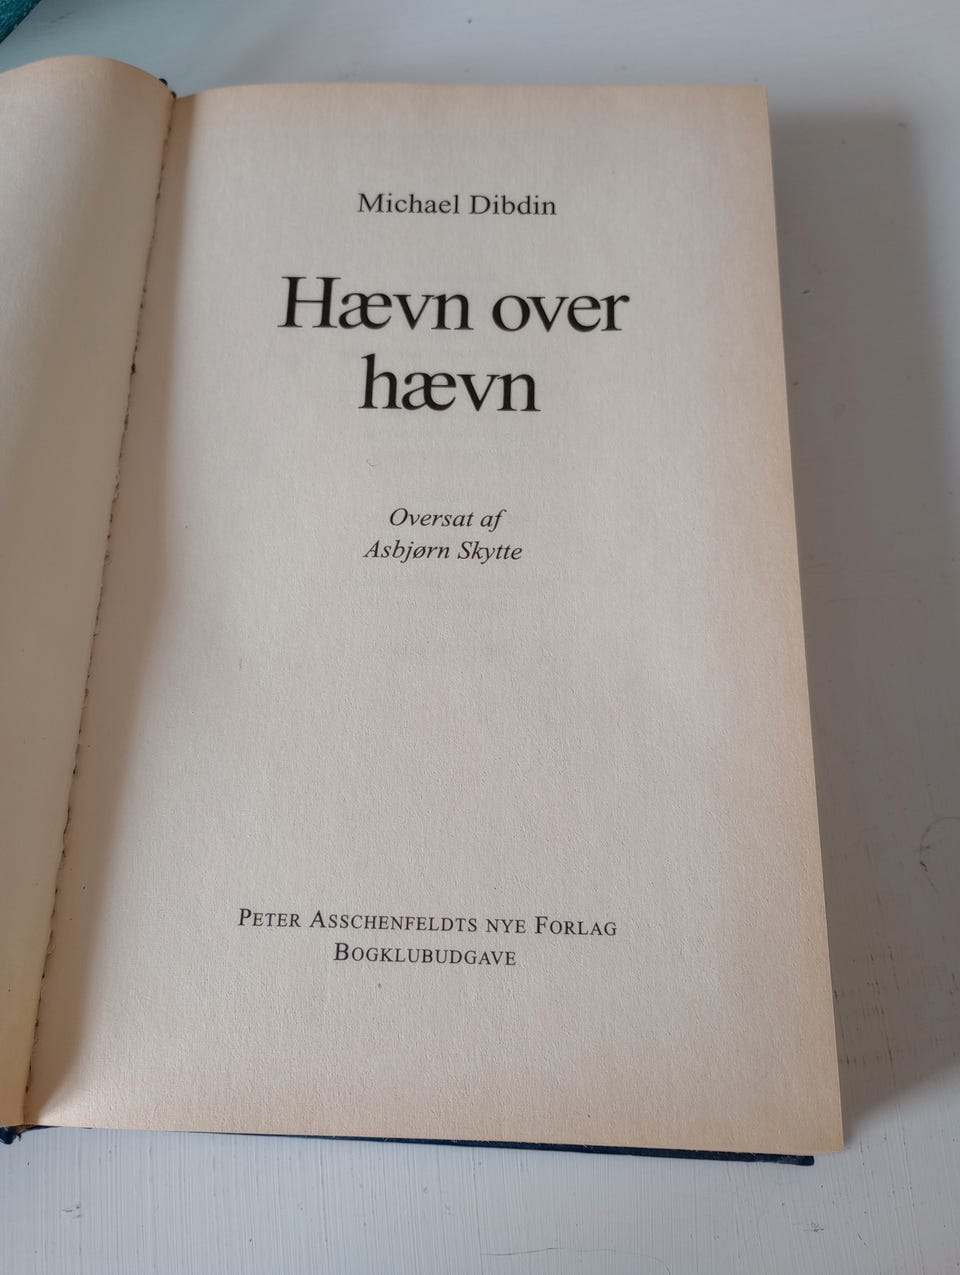 Michael Dibdin
Hævn over
hævn
Oversat af
Asbjørn Skytte
PETER ASSCHENFELDTS NYE FORLAG
BOGKLUBUDGAVE